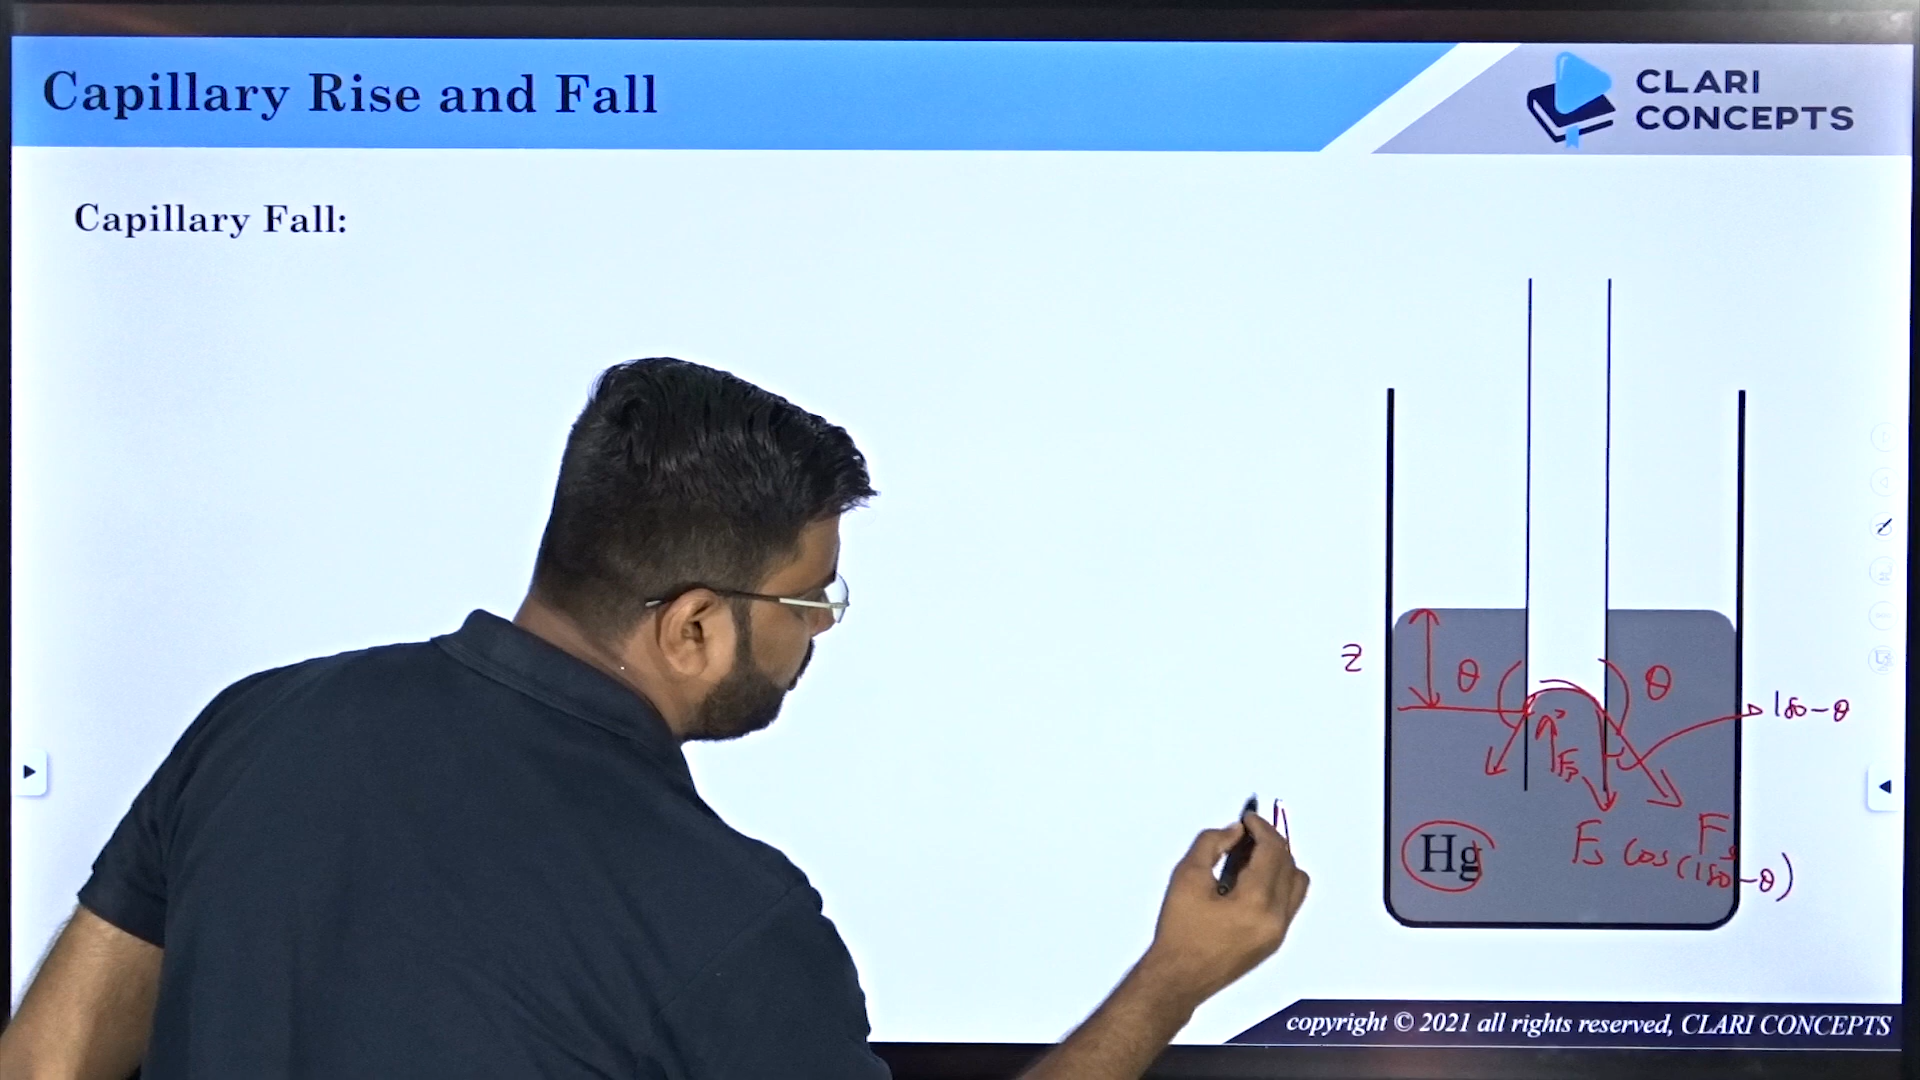 Capillary Rise and Fall
CLARI
CONCEPTS
Capillary Fall:
z
θ
θ
180-θ
Hg
Fs cos(180-θ)
Fs
copyright © 2021 all rights reserved, CLARI CONCEPTS